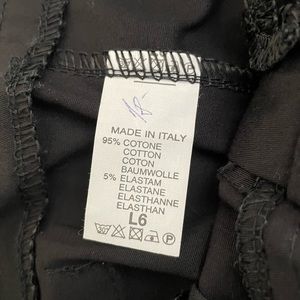 MADE IN ITALY
95% COTONE
COTTON
COTON
BAUMWOLLE
5% ELASTAM
ELASTANE
ELASTHANNE
ELASTHAN
L6
P